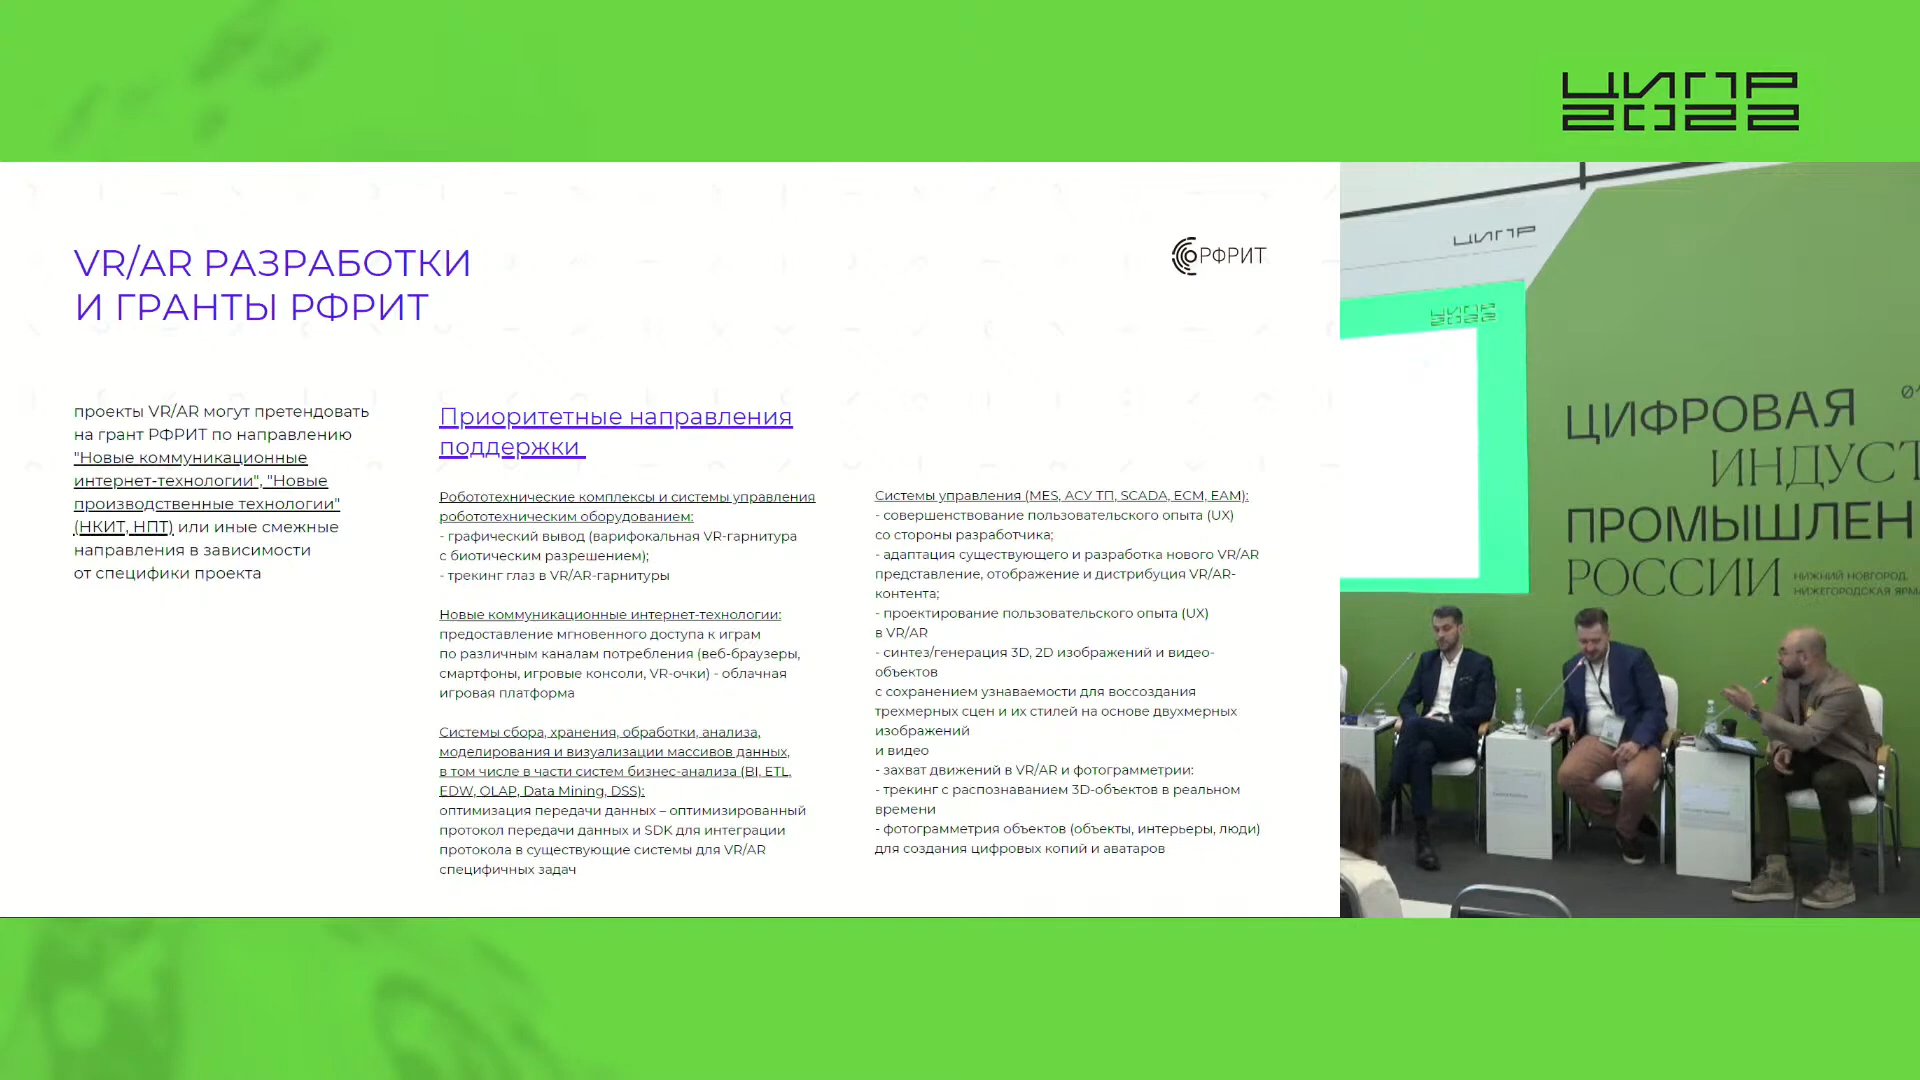 ЦИПР
2022
VR/AR РАЗРАБОТКИ
И ГРАНТЫ РФРИТ
РФРИТ
проекты VR/AR могут претендовать
на грант РФРИТ по направлению
"Новые коммуникационные
интернет-технологии", "Новые
производственные технологии"
(НКИТ, НПТ) или иные смежные
направления в зависимости
от специфики проекта
Приоритетные направления
поддержки
Робототехнические комплексы и системы управления
робототехническим оборудованием:
- графический вывод (варифокальная VR-гарнитура
с биотическим разрешением);
- трекинг глаз в VR/AR-гарнитуры
Новые коммуникационные интернет-технологии:
предоставление мгновенного доступа к играм
по различным каналам потребления (веб-браузеры,
смартфоны, игровые консоли, VR-очки) - облачная
игровая платформа
Системы сбора, хранения, обработки, анализа,
моделирования и визуализации массивов данных,
в том числе в части систем бизнес-анализа (BI, ETL,
EDW, OLAP, Data Mining, DSS):
оптимизация передачи данных – оптимизированный
протокол передачи данных и SDK для интеграции
протокола в существующие системы для VR/AR
специфичных задач
Системы управления (MES, АСУ ТП, SCADA, ECM, EAM):
- совершенствование пользовательского опыта (UX)
со стороны разработчика;
- адаптация существующего и разработка нового VR/AR
представление, отображение и дистрибуция VR/AR-
контента;
- проектирование пользовательского опыта (UX)
в VR/AR
- синтез/генерация 3D, 2D изображений и видео-
объектов
с сохранением узнаваемости для воссоздания
трехмерных сцен и их стилей на основе двухмерных
изображений
и видео
- захват движений в VR/AR и фотограмметрии:
- трекинг с распознаванием 3D-объектов в реальном
времени
- фотограмметрия объектов (объекты, интерьеры, люди)
для создания цифровых копий и аватаров
ЦИПР
ЦИПР
2022
ЦИФРОВАЯ
ИНДУСТ
ПРОМЫШЛЕН
РОССИИ
НИЖНИЙ НОВГОРОД,
НИЖЕГОРОДСКАЯ ЯРМ